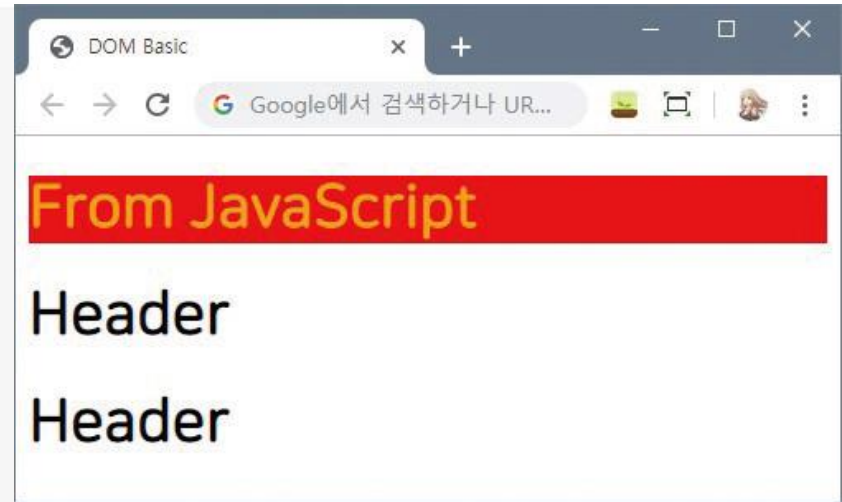 DOM Basic
Google에서 검색하거나 UR...
From JavaScript
Header
Header